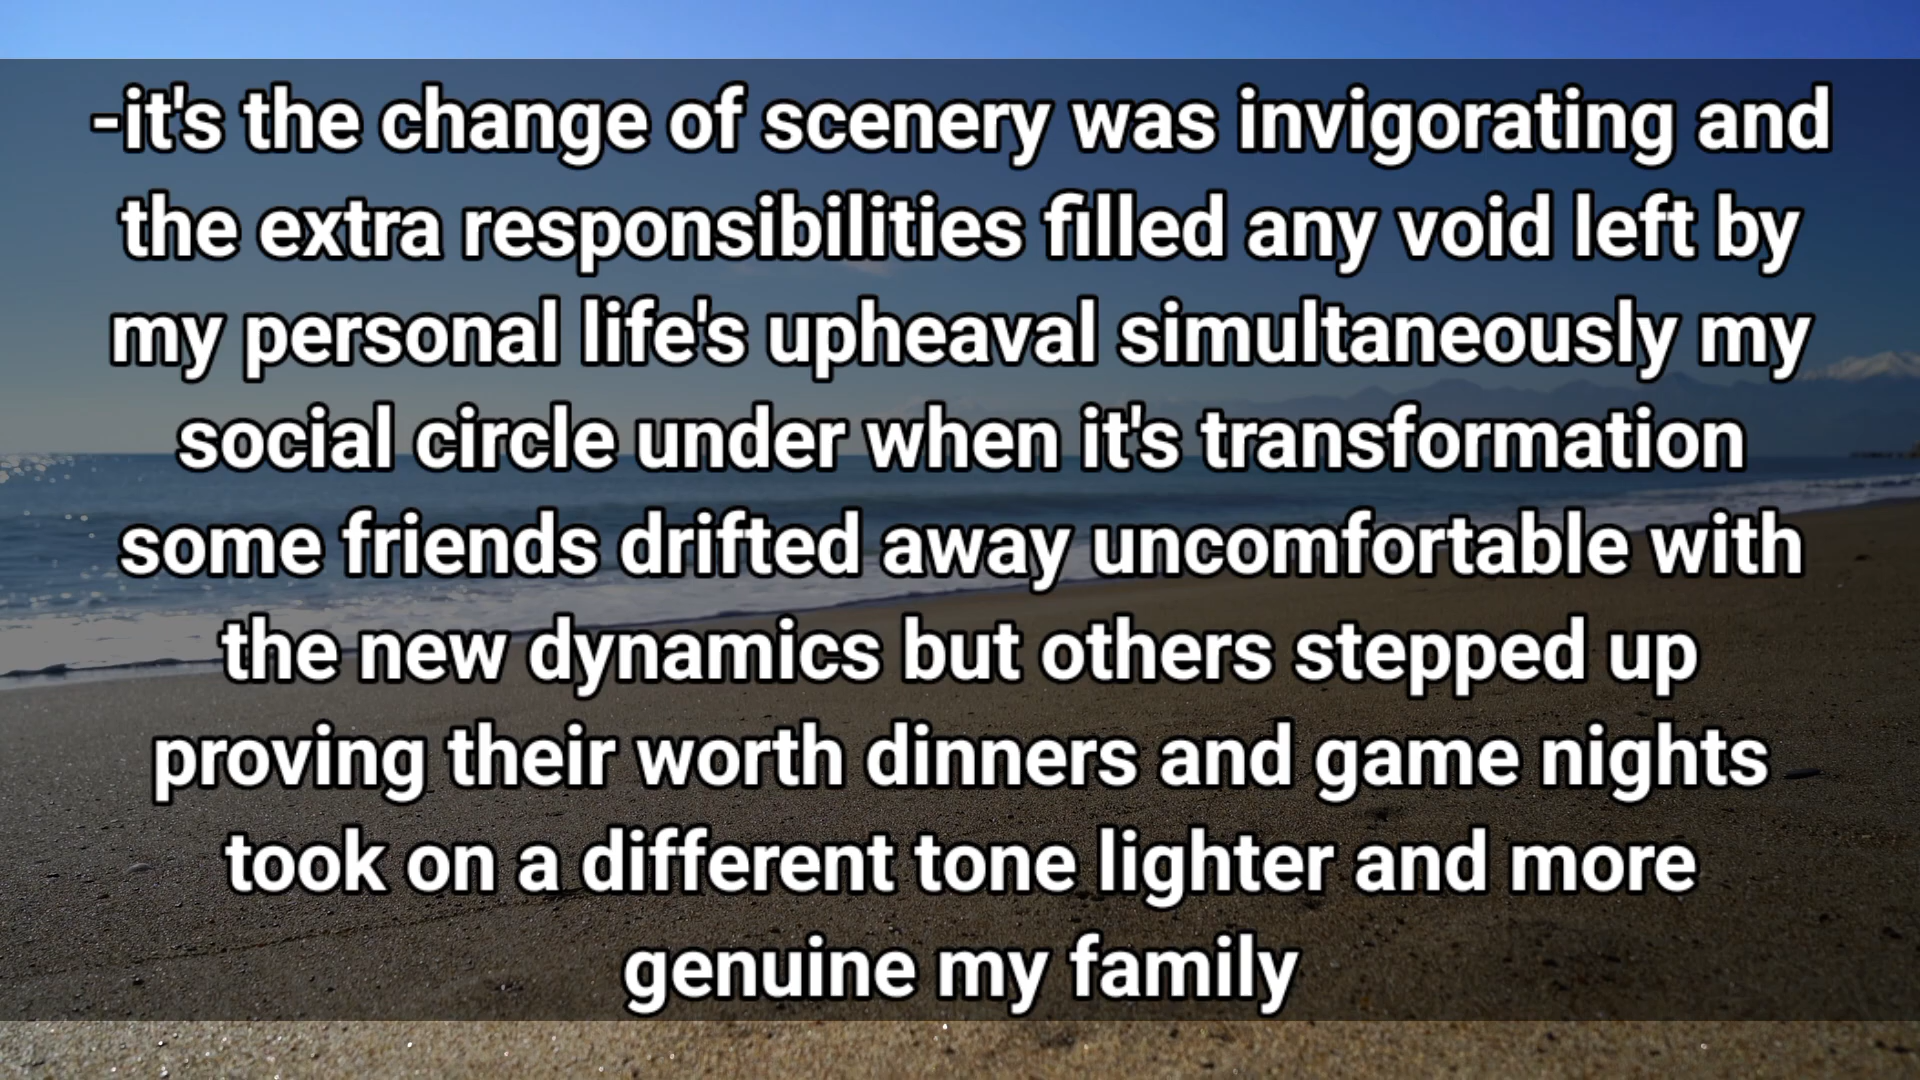 -it's the change of scenery was invigorating and
the extra responsibilities filled any void left by
my personal life's upheaval simultaneously my
social circle under when it's transformation
some friends drifted away uncomfortable with
the new dynamics but others stepped up
proving their worth dinners and game nights
took on a different tone lighter and more
genuine my family